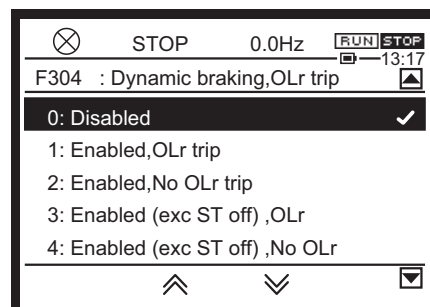 STOP 0.0Hz RUN STOP
13:17
F304 : Dynamic braking,OLr trip
0: Disabled
1: Enabled,OLr trip
2: Enabled,No OLr trip
3: Enabled (exc ST off) ,OLr
4: Enabled (exc ST off) ,No OLr